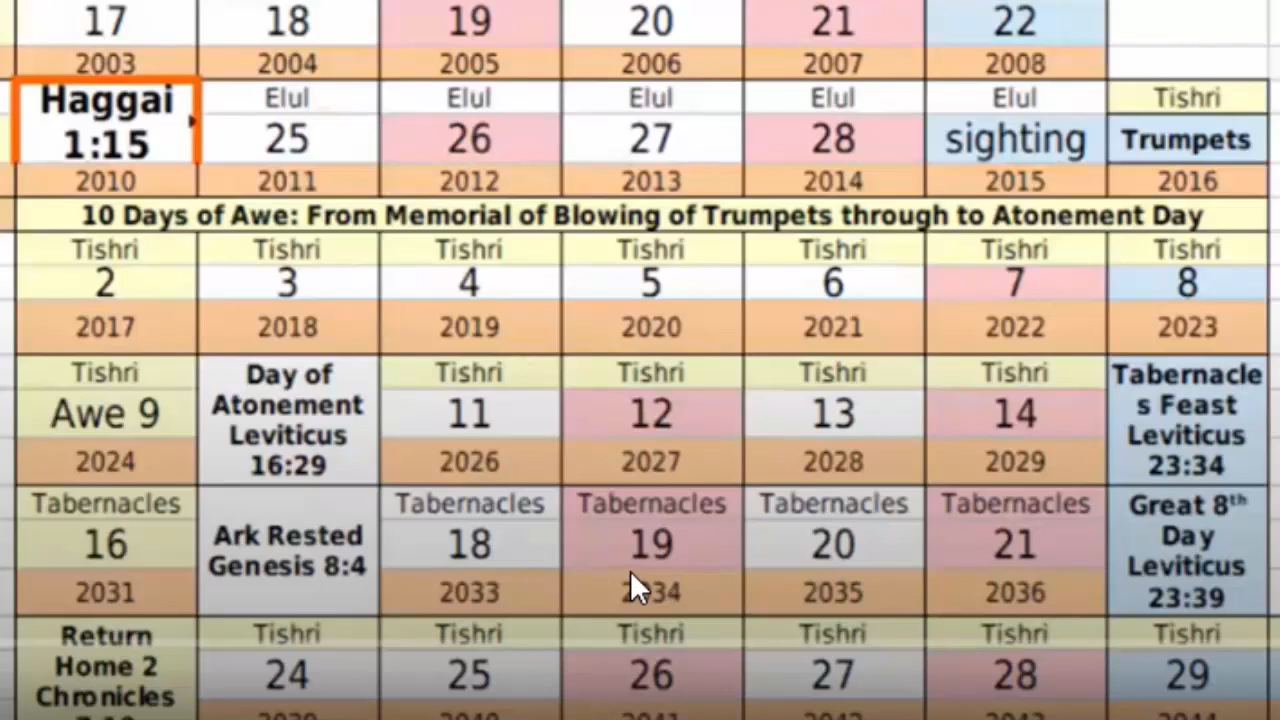 17 18 19 20 21 22
2003 2004 2005 2006 2007 2008
Haggai 1:15 Elul Elul Elul Elul Elul Tishri
25 26 27 28 sighting Trumpets
2010 2011 2012 2013 2014 2015 2016
10 Days of Awe: From Memorial of Blowing of Trumpets through to Atonement Day
Tishri Tishri Tishri Tishri Tishri Tishri Tishri
2 3 4 5 6 7 8
2017 2018 2019 2020 2021 2022 2023
Tishri
Awe 9
2024
Day of
Atonement
Leviticus
16:29
Tishri
11
2026
Tishri
12
2027
Tishri
13
2028
Tishri
14
2029
Tabernacle
s Feast
Leviticus
23:34
Tabernacles
16
2031
Ark Rested
Genesis 8:4
Tabernacles
18
2033
Tabernacles
19
2034
Tabernacles
20
2035
Tabernacles
21
2036
Great 8th
Day
Leviticus
23:39
Return
Home 2
Chronicles
Tishri Tishri Tishri Tishri Tishri Tishri
24 25 26 27 28 29